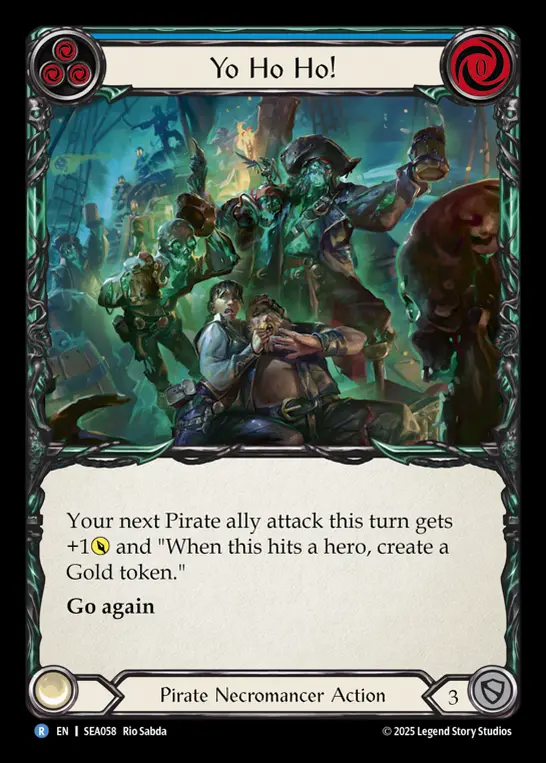 0
Yo Ho Ho!
Your next Pirate ally attack this turn gets
+1 and "When this hits a hero, create a
Gold token."
Go again
Pirate Necromancer Action
3
R EN | SEA058 Rio Sabda
© 2025 Legend Story Studios